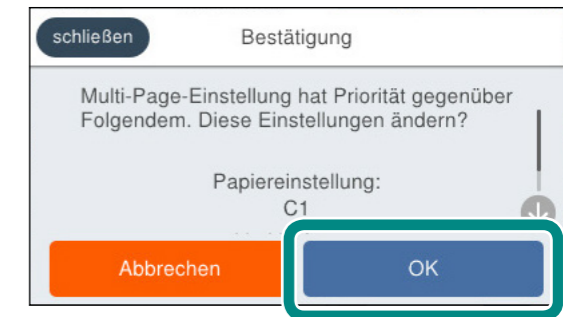 schließen
Bestätigung
Multi-Page-Einstellung hat Priorität gegenüber
Folgendem. Diese Einstellungen ändern?
Papiereinstellung:
C1
Abbrechen
OK